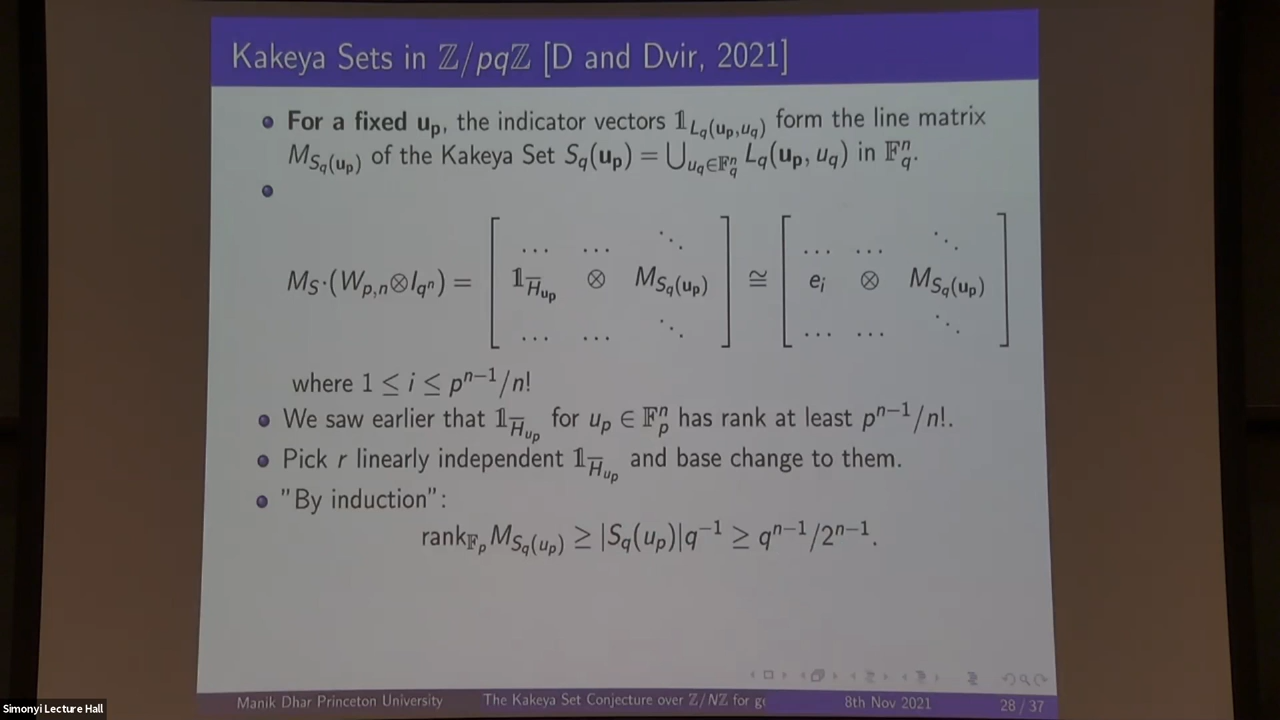 Kakeya Sets in ℤ/pqℤ [D and Dvir, 2021]
For a fixed u_p, the indicator vectors 𝟙_{L_q(u_p,u_q)} form the line matrix
M_{S_q(u_p)} of the Kakeya Set S_q(u_p) = ⋃_{u_q∈𝔽_q^n} L_q(u_p, u_q) in 𝔽_q^n.
M_S·(W_{p,n}⊗I_{q^n}) = [ … … ⋱ 𝟙_{H̅_{u_p}} ⊗ M_{S_q(u_p)} … … ⋱ ] ≅ [ … … ⋱ e_i ⊗ M_{S_q(u_p)} … … ⋱ ]
where 1 ≤ i ≤ p^{n−1}/n!
We saw earlier that 𝟙_{H̅_{u_p}} for u_p ∈ 𝔽_p^n has rank at least p^{n−1}/n!.
Pick r linearly independent 𝟙_{H̅_{u_p}} and base change to them.
"By induction":
rank_{𝔽_p} M_{S_q(u_p)} ≥ |S_q(u_p)|q^{−1} ≥ q^{n−1}/2^{n−1}.
Manik Dhar Princeton University The Kakeya Set Conjecture over ℤ/Nℤ for g 8th Nov 2021 28 / 37
Simonyi Lecture Hall